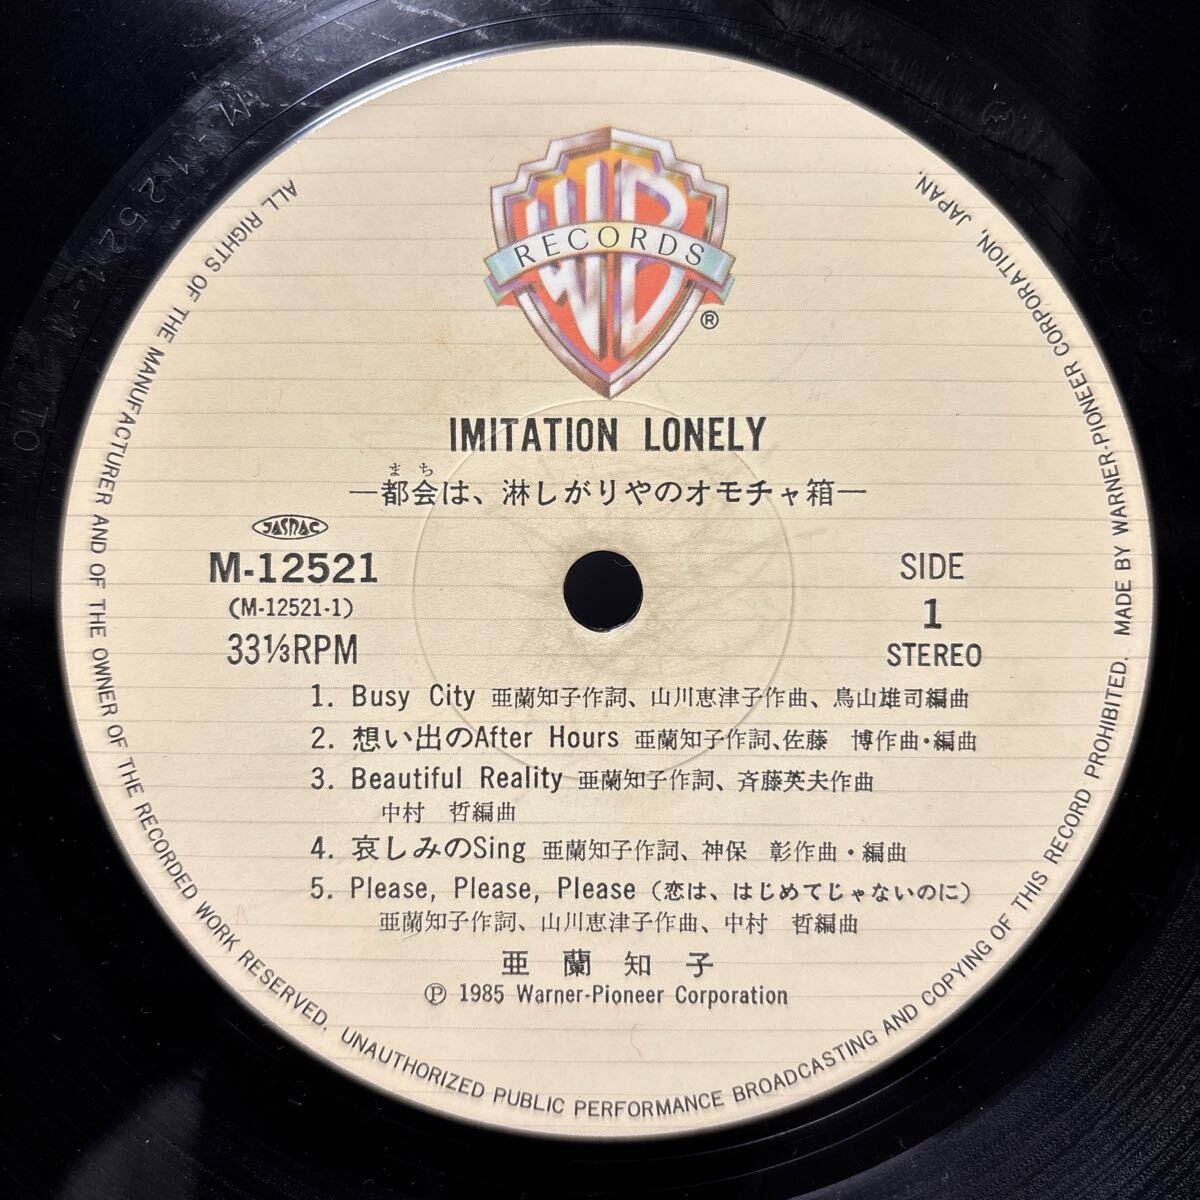 WB
RECORDS
®
IMITATION LONELY
まち
—都会は、淋しがりやのオモチャ箱—
JASRAC
M-12521
(M-12521-1)
33⅓RPM
SIDE
1
STEREO
1. Busy City 亜蘭知子作詞、山川恵津子作曲、鳥山雄司編曲
2. 想い出のAfter Hours 亜蘭知子作詞、佐藤　博作曲・編曲
3. Beautiful Reality 亜蘭知子作詞、斉藤英夫作曲
中村　哲編曲
4. 哀しみのSing 亜蘭知子作詞、神保　彰作曲・編曲
5. Please, Please, Please (恋は、はじめてじゃないのに)
亜蘭知子作詞、山川恵津子作曲、中村　哲編曲
亜蘭知子
Ⓟ 1985 Warner-Pioneer Corporation
ALL RIGHTS OF THE MANUFACTURER AND OF THE OWNER OF THE RECORDED WORK RESERVED. UNAUTHORIZED PUBLIC PERFORMANCE BROADCASTING AND COPYING OF THIS RECORD PROHIBITED. MADE BY WARNER-PIONEER CORPORATION, JAPAN.